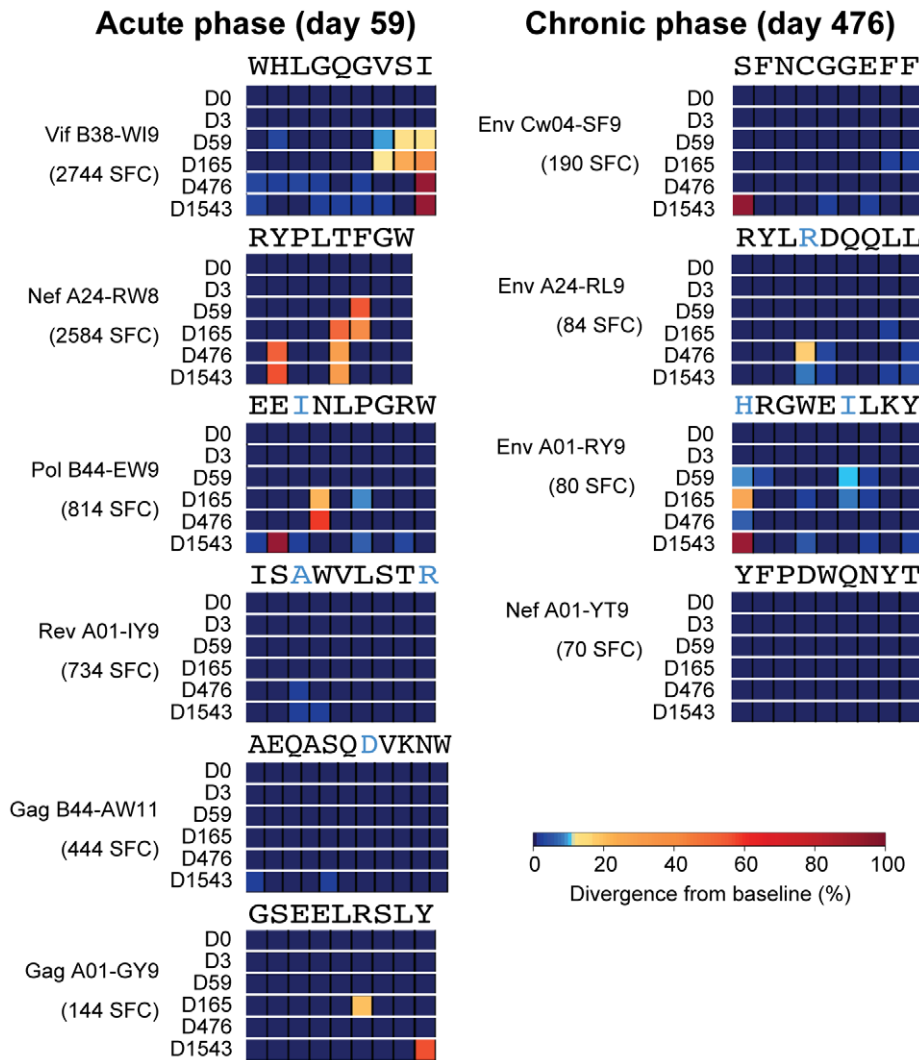 Acute phase (day 59)
WHLGQGVSI
Vif B38-WI9
(2744 SFC)
D0
D3
D59
D165
D476
D1543
RYPLTFGW
Nef A24-RW8
(2584 SFC)
D0
D3
D59
D165
D476
D1543
EEINLPGRW
Pol B44-EW9
(814 SFC)
D0
D3
D59
D165
D476
D1543
ISAWVLSTR
Rev A01-IY9
(734 SFC)
D0
D3
D59
D165
D476
D1543
AEQASQDVKNW
Gag B44-AW11
(444 SFC)
D0
D3
D59
D165
D476
D1543
GSEELRSLY
Gag A01-GY9
(144 SFC)
D0
D3
D59
D165
D476
D1543
Chronic phase (day 476)
SFNCGGEFF
Env Cw04-SF9
(190 SFC)
D0
D3
D59
D165
D476
D1543
RYLRDQQLL
Env A24-RL9
(84 SFC)
D0
D3
D59
D165
D476
D1543
HRGWEILKY
Env A01-RY9
(80 SFC)
D0
D3
D59
D165
D476
D1543
YFPDWQNYT
Nef A01-YT9
(70 SFC)
D0
D3
D59
D165
D476
D1543
0 20 40 60 80 100
Divergence from baseline (%)